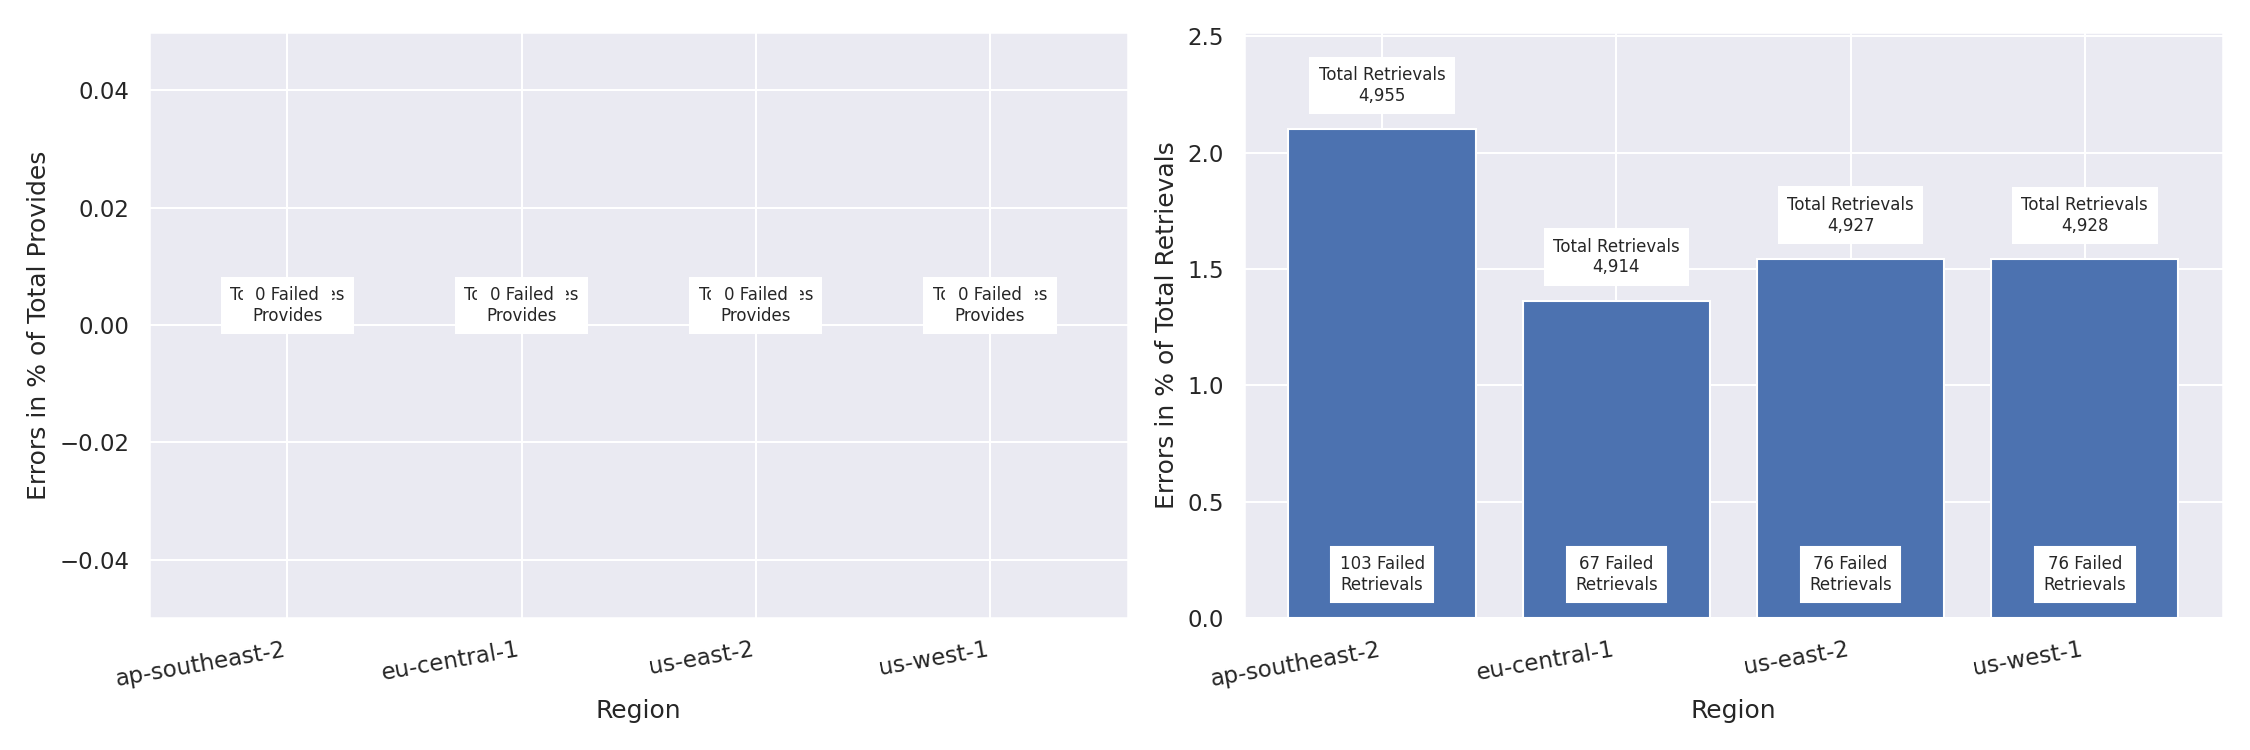 Errors in % of Total Provides
0.04
0.02
0.00
−0.02
−0.04
0 Failed
Provides
0 Failed
Provides
0 Failed
Provides
0 Failed
Provides
ap-southeast-2
eu-central-1
us-east-2
us-west-1
Region
Errors in % of Total Retrievals
2.5
2.0
1.5
1.0
0.5
0.0
Total Retrievals
4,955
Total Retrievals
4,914
Total Retrievals
4,927
Total Retrievals
4,928
103 Failed
Retrievals
67 Failed
Retrievals
76 Failed
Retrievals
76 Failed
Retrievals
ap-southeast-2
eu-central-1
us-east-2
us-west-1
Region